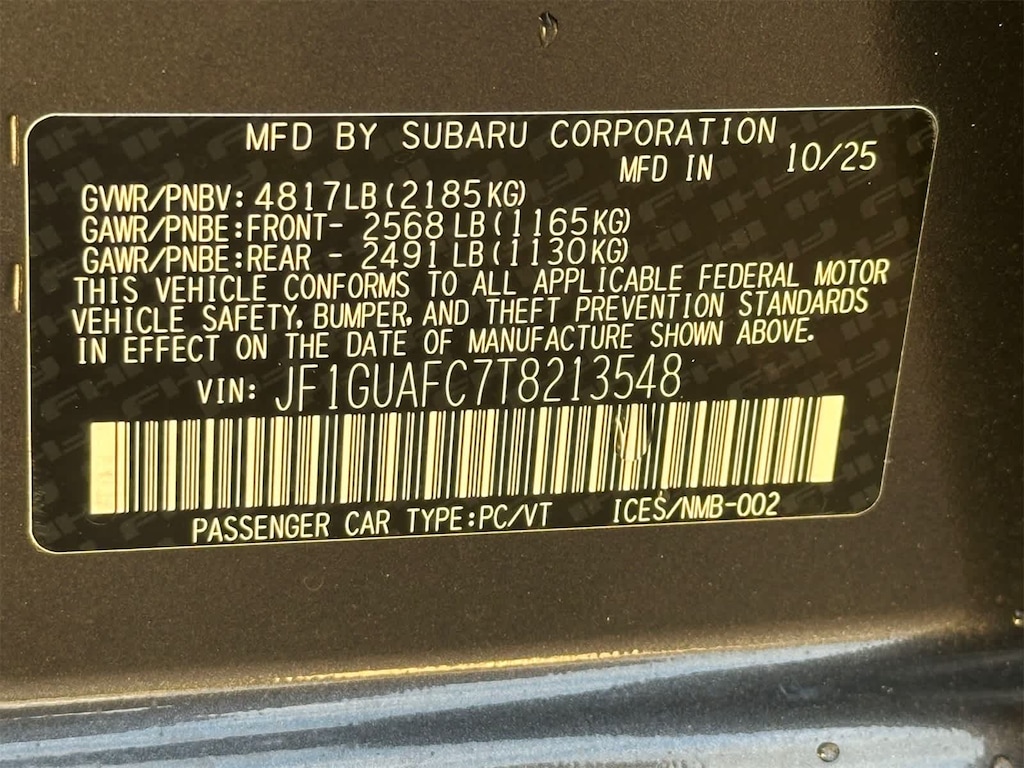 MFD BY SUBARU CORPORATION
MFD IN 10/25
GVWR/PNBV: 4817LB(2185KG)
GAWR/PNBE:FRONT- 2568LB(1165KG)
GAWR/PNBE:REAR - 2491LB(1130KG)
THIS VEHICLE CONFORMS TO ALL APPLICABLE FEDERAL MOTOR
VEHICLE SAFETY, BUMPER, AND THEFT PREVENTION STANDARDS
IN EFFECT ON THE DATE OF MANUFACTURE SHOWN ABOVE.
VIN: JF1GUAFC7T8213548
PASSENGER CAR TYPE:PC/VT ICES/NMB-002